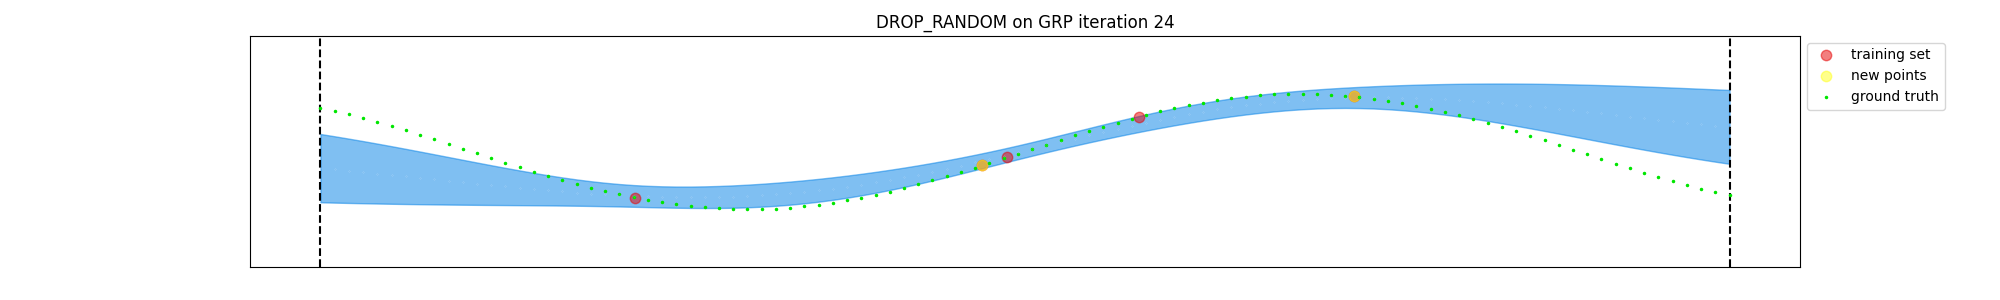 DROP_RANDOM on GRP iteration 24
training set
new points
ground truth